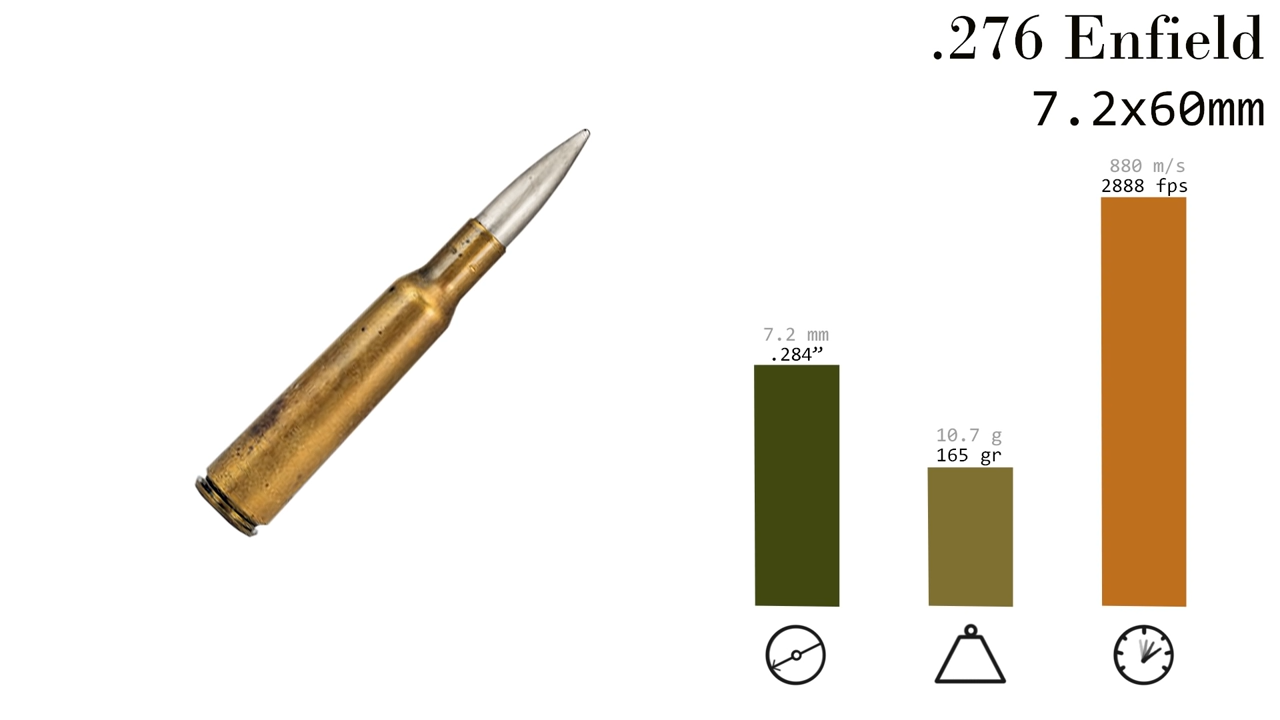 .276 Enfield
7.2x60mm
880 m/s
2888 fps
7.2 mm
.284”
10.7 g
165 gr